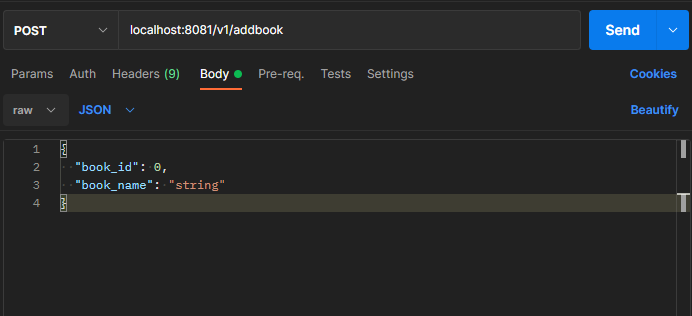 POST localhost:8081/v1/addbook Send
Params Auth Headers (9) Body Pre-req. Tests Settings Cookies
raw JSON Beautify
1 {
2 "book_id": 0,
3 "book_name": "string"
4 }